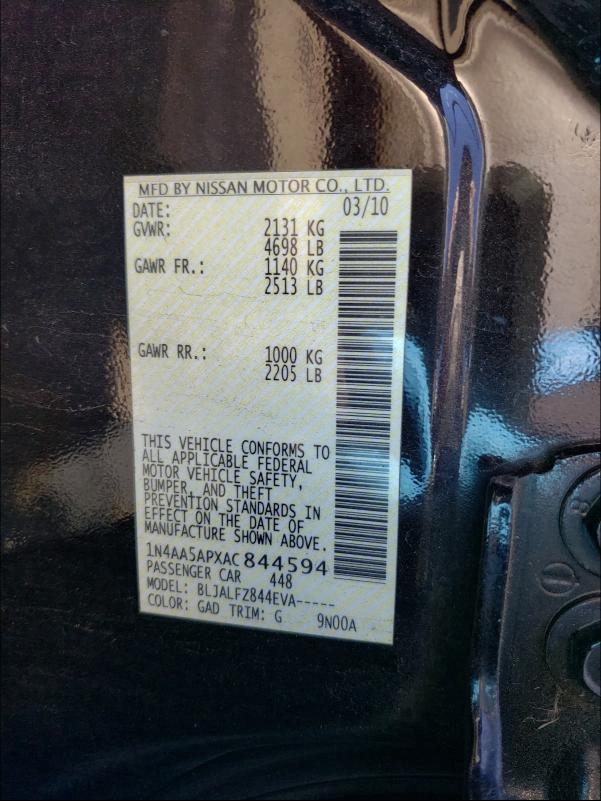 MFD BY NISSAN MOTOR CO., LTD.
DATE: 03/10
GVWR: 2131 KG
4698 LB
GAWR FR.: 1140 KG
2513 LB
GAWR RR.: 1000 KG
2205 LB
THIS VEHICLE CONFORMS TO
ALL APPLICABLE FEDERAL
MOTOR VEHICLE SAFETY,
BUMPER, AND THEFT
PREVENTION STANDARDS IN
EFFECT ON THE DATE OF
MANUFACTURE SHOWN ABOVE.
1N4AA5APXAC844594
PASSENGER CAR 448
MODEL: BLJALFZ844EVA-----
COLOR: GAD TRIM: G 9N00A